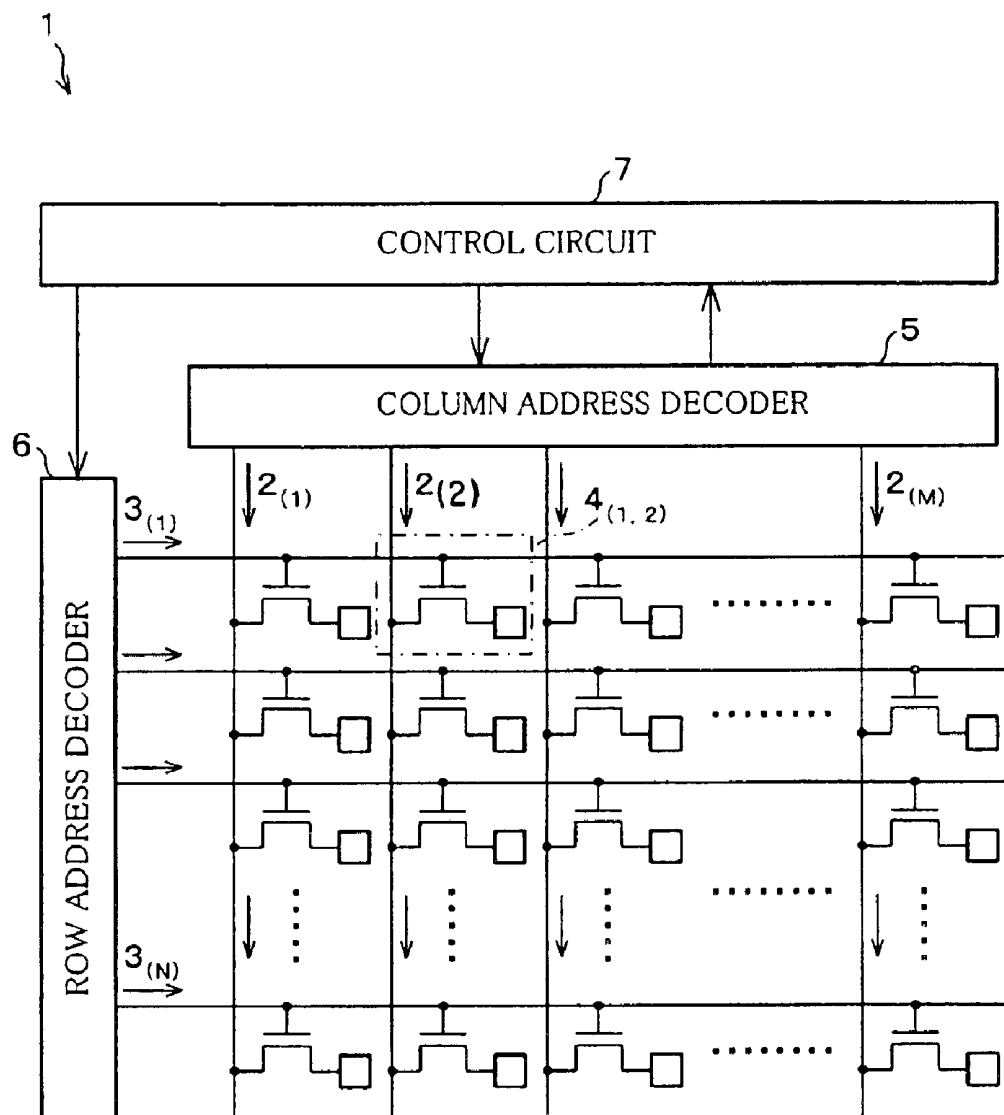 1
7
CONTROL CIRCUIT
5
COLUMN ADDRESS DECODER
6
ROW ADDRESS DECODER
2(1)
2(2)
4(1, 2)
2(M)
3(1)
3(N)